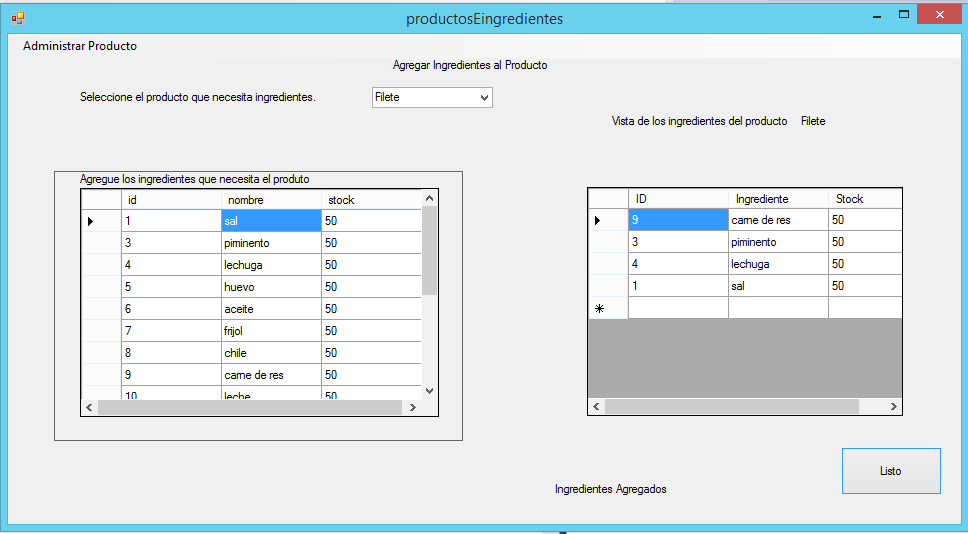 productosEingredientes
Administrar Producto
Agregar Ingredientes al Producto
Seleccione el producto que necesita ingredientes.
Filete
Vista de los ingredientes del producto Filete
Agregue los ingredientes que necesita el produto
id nombre stock
1 sal 50
3 piminento 50
4 lechuga 50
5 huevo 50
6 aceite 50
7 frijol 50
8 chile 50
9 carne de res 50
10 leche 50
ID Ingrediente Stock
9 carne de res 50
3 piminento 50
4 lechuga 50
1 sal 50
Listo
Ingredientes Agregados